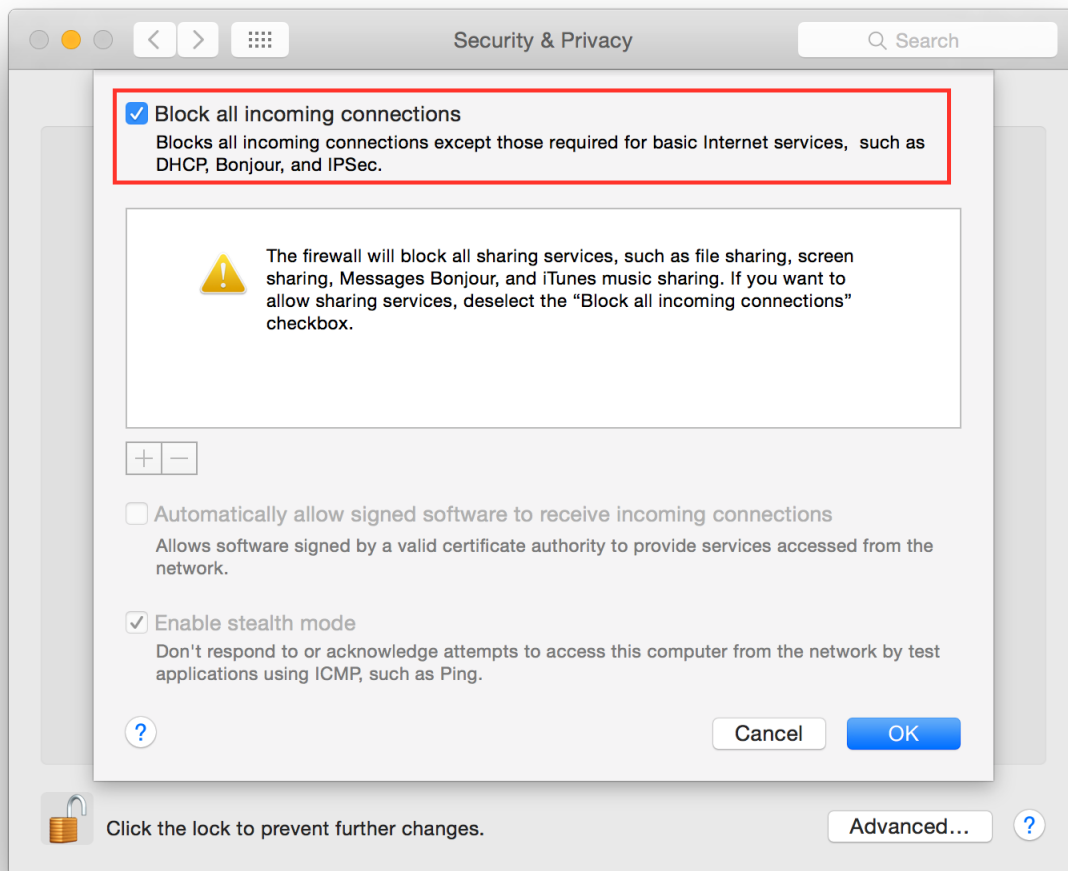 Security & Privacy
Search
Block all incoming connections
Blocks all incoming connections except those required for basic Internet services,  such as
DHCP, Bonjour, and IPSec.
The firewall will block all sharing services, such as file sharing, screen
sharing, Messages Bonjour, and iTunes music sharing. If you want to
allow sharing services, deselect the “Block all incoming connections”
checkbox.
Automatically allow signed software to receive incoming connections
Allows software signed by a valid certificate authority to provide services accessed from the
network.
Enable stealth mode
Don't respond to or acknowledge attempts to access this computer from the network by test
applications using ICMP, such as Ping.
?
Cancel
OK
Click the lock to prevent further changes.
Advanced...
?